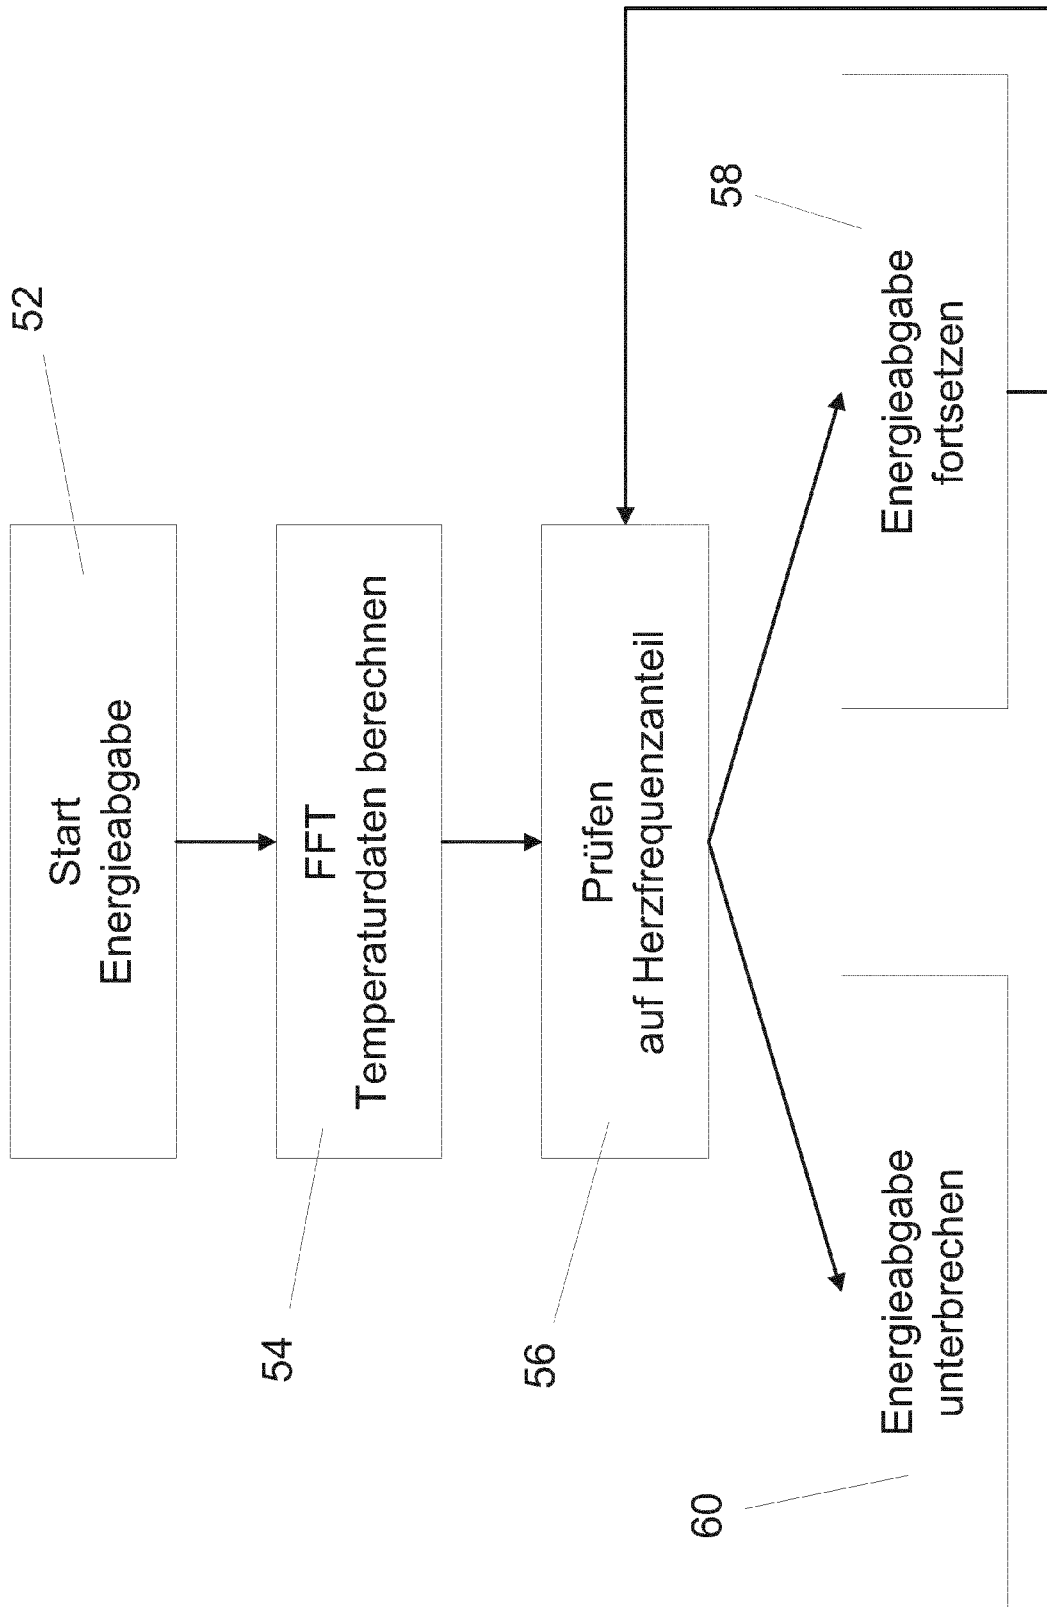 52
Start
Energieabgabe
54
FFT
Temperaturdaten berechnen
56
Prüfen
auf Herzfrequenzanteil
58
Energieabgabe
fortsetzen
60
Energieabgabe
unterbrechen